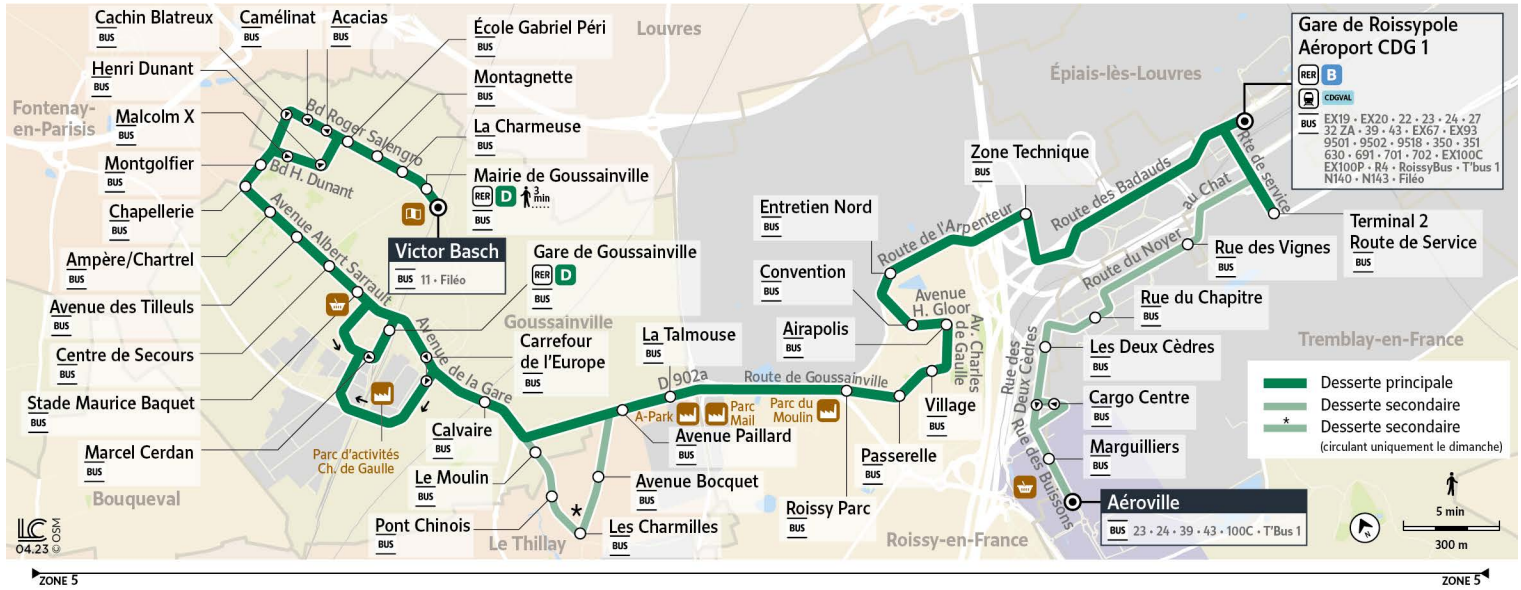 Cachin Blatreux
BUS
Camélinat
BUS
Acacias
BUS
École Gabriel Péri
BUS
Louvres
Henri Dunant
BUS
Montagnette
BUS
Fontenay-
en-Parisis
Malcolm X
BUS
Bd Roger Salengro
La Charmeuse
BUS
Montgolfier
BUS
Bd H. Dunant
Mairie de Goussainville
RER D 3 min
BUS
Chapellerie
BUS
Avenue Albert Sarrault
Victor Basch
BUS 11 • Filéo
Ampère/Chartrel
BUS
Gare de Goussainville
RER D
BUS
Avenue des Tilleuls
BUS
Goussainville
Centre de Secours
BUS
Avenue de la Gare
Carrefour
de l'Europe
BUS
Stade Maurice Baquet
BUS
Marcel Cerdan
BUS
Parc d'activités
Ch. de Gaulle
Calvaire
BUS
Bouqueval
Le Moulin
BUS
Pont Chinois
BUS
*
Le Thillay
Les Charmilles
BUS
Avenue Bocquet
BUS
Avenue Paillard
BUS
La Talmouse
BUS
D 902a
A-Park
Parc
Mail
Route de Goussainville
Parc du
Moulin
Roissy Parc
BUS
Passerelle
BUS
Village
BUS
Airapolis
BUS
Convention
BUS
Avenue
H. Gloor
Av. Charles
de Gaulle
Entretien Nord
BUS
Route de l'Arpenteur
Zone Technique
BUS
Route des Badauds
Épiais-lès-Louvres
Gare de Roissypole
Aéroport CDG 1
RER B
CDGVAL
BUS
EX19 • EX20 • 22 • 23 • 24 • 27
32 ZA • 39 • 43 • EX67 • EX93
9501 • 9502 • 9518 • 350 • 351
630 • 691 • 701 • 702 • EX100C
EX100P • R4 • RoissyBus • T'bus 1
N140 • N143 • Filéo
Rte de service
Terminal 2
Route de Service
BUS
Route du Noyer
au Chat
Rue des Vignes
BUS
Rue du Chapitre
BUS
Rue des
Deux Cèdres
Les Deux Cèdres
BUS
Cargo Centre
BUS
Marguilliers
BUS
Rue des Buissons
Aéroville
BUS 23 • 24 • 39 • 43 • 100C • T'Bus 1
Roissy-en-France
Tremblay-en-France
Desserte principale
Desserte secondaire
* Desserte secondaire
(circulant uniquement le dimanche)
N
5 min
300 m
LC
04.23 © OSM
ZONE 5
ZONE 5